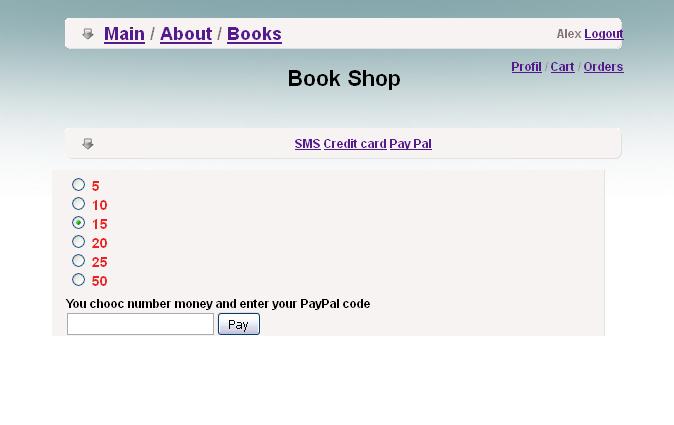 Main / About / Books
Alex Logout
Profil / Cart / Orders
Book Shop
SMS Credit card Pay Pal
5
10
15
20
25
50
You chooc number money and enter your PayPal code
Pay